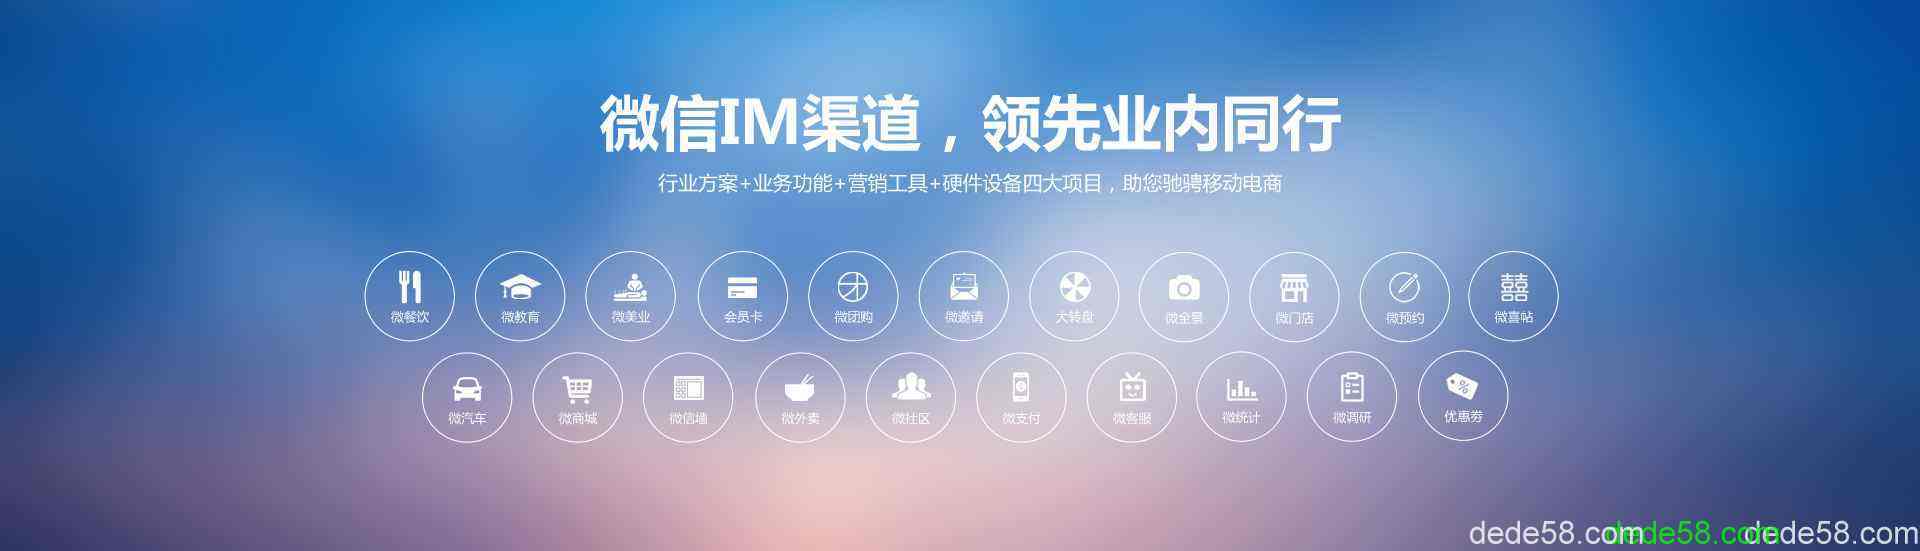 微信IM渠道，领先业内同行
行业方案+业务功能+营销工具+硬件设备四大项目，助您驰骋移动电商
微餐饮 微教育 微美业 会员卡 微团购 微邀请 大转盘 微全景 微门店 微预约 微喜帖
微汽车 微商城 微信墙 微外卖 微社区 微支付 微客服 微统计 微调研 优惠劵
dede58.com dede58.com dede58.com